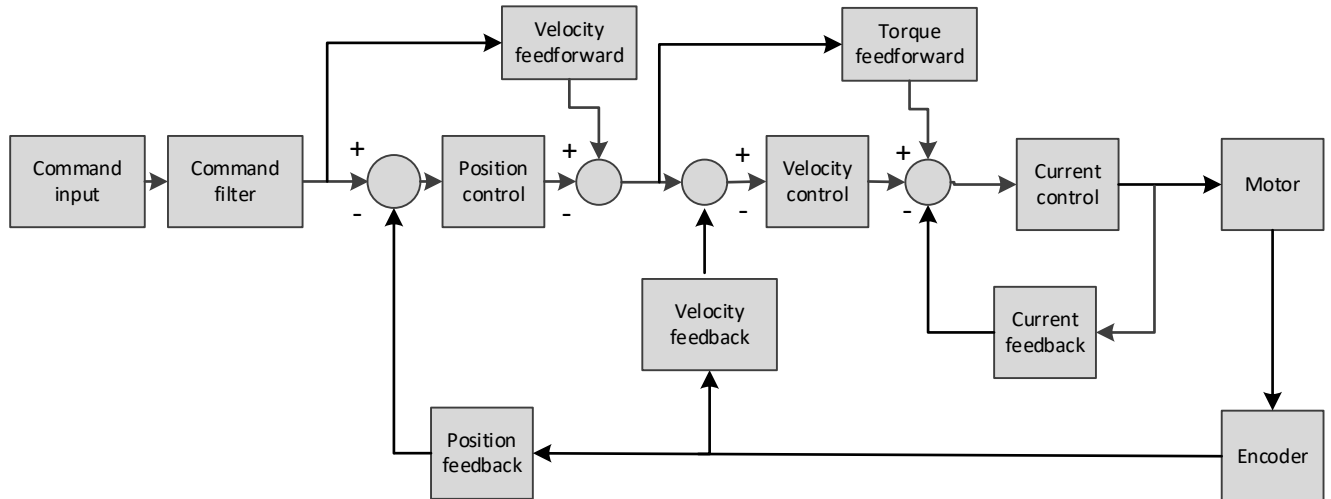 Velocity
feedforward
Torque
feedforward
+
+
+
+
Command
input
Command
filter
Position
control
Velocity
control
Current
control
Motor
-
-
-
-
Velocity
feedback
Current
feedback
Position
feedback
Encoder